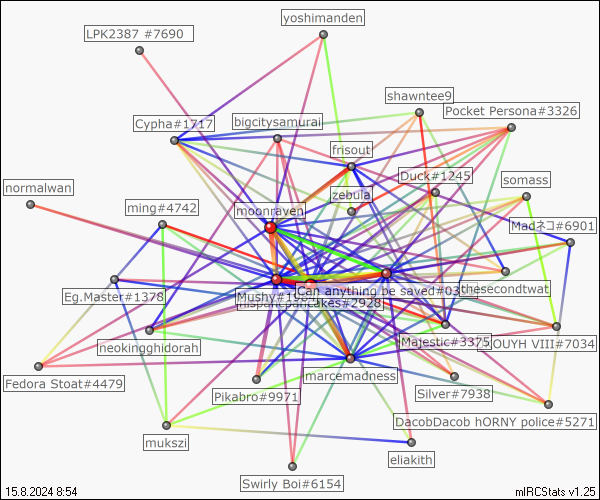 yoshimanden
LPK2387 #7690
shawntee9
Pocket Persona#3326
Cypha#1717
bigcitysamurai
frisout
Duck#1245
somass
normalwan
zebula
ming#4742
moonraven
Madネコ#6901
Can anything be saved#03
thesecondtwat
Eg.Master#1378
Mushy#19
pancakes#2928
neokingghidorah
Majestic#3375
OUYH VIII#7034
marcemadness
Fedora Stoat#4479
Pikabro#9971
Silver#7938
DacobDacob hORNY police#5271
mukszi
eliakith
Swirly Boi#6154
15.8.2024 8:54
mIRCStats v1.25